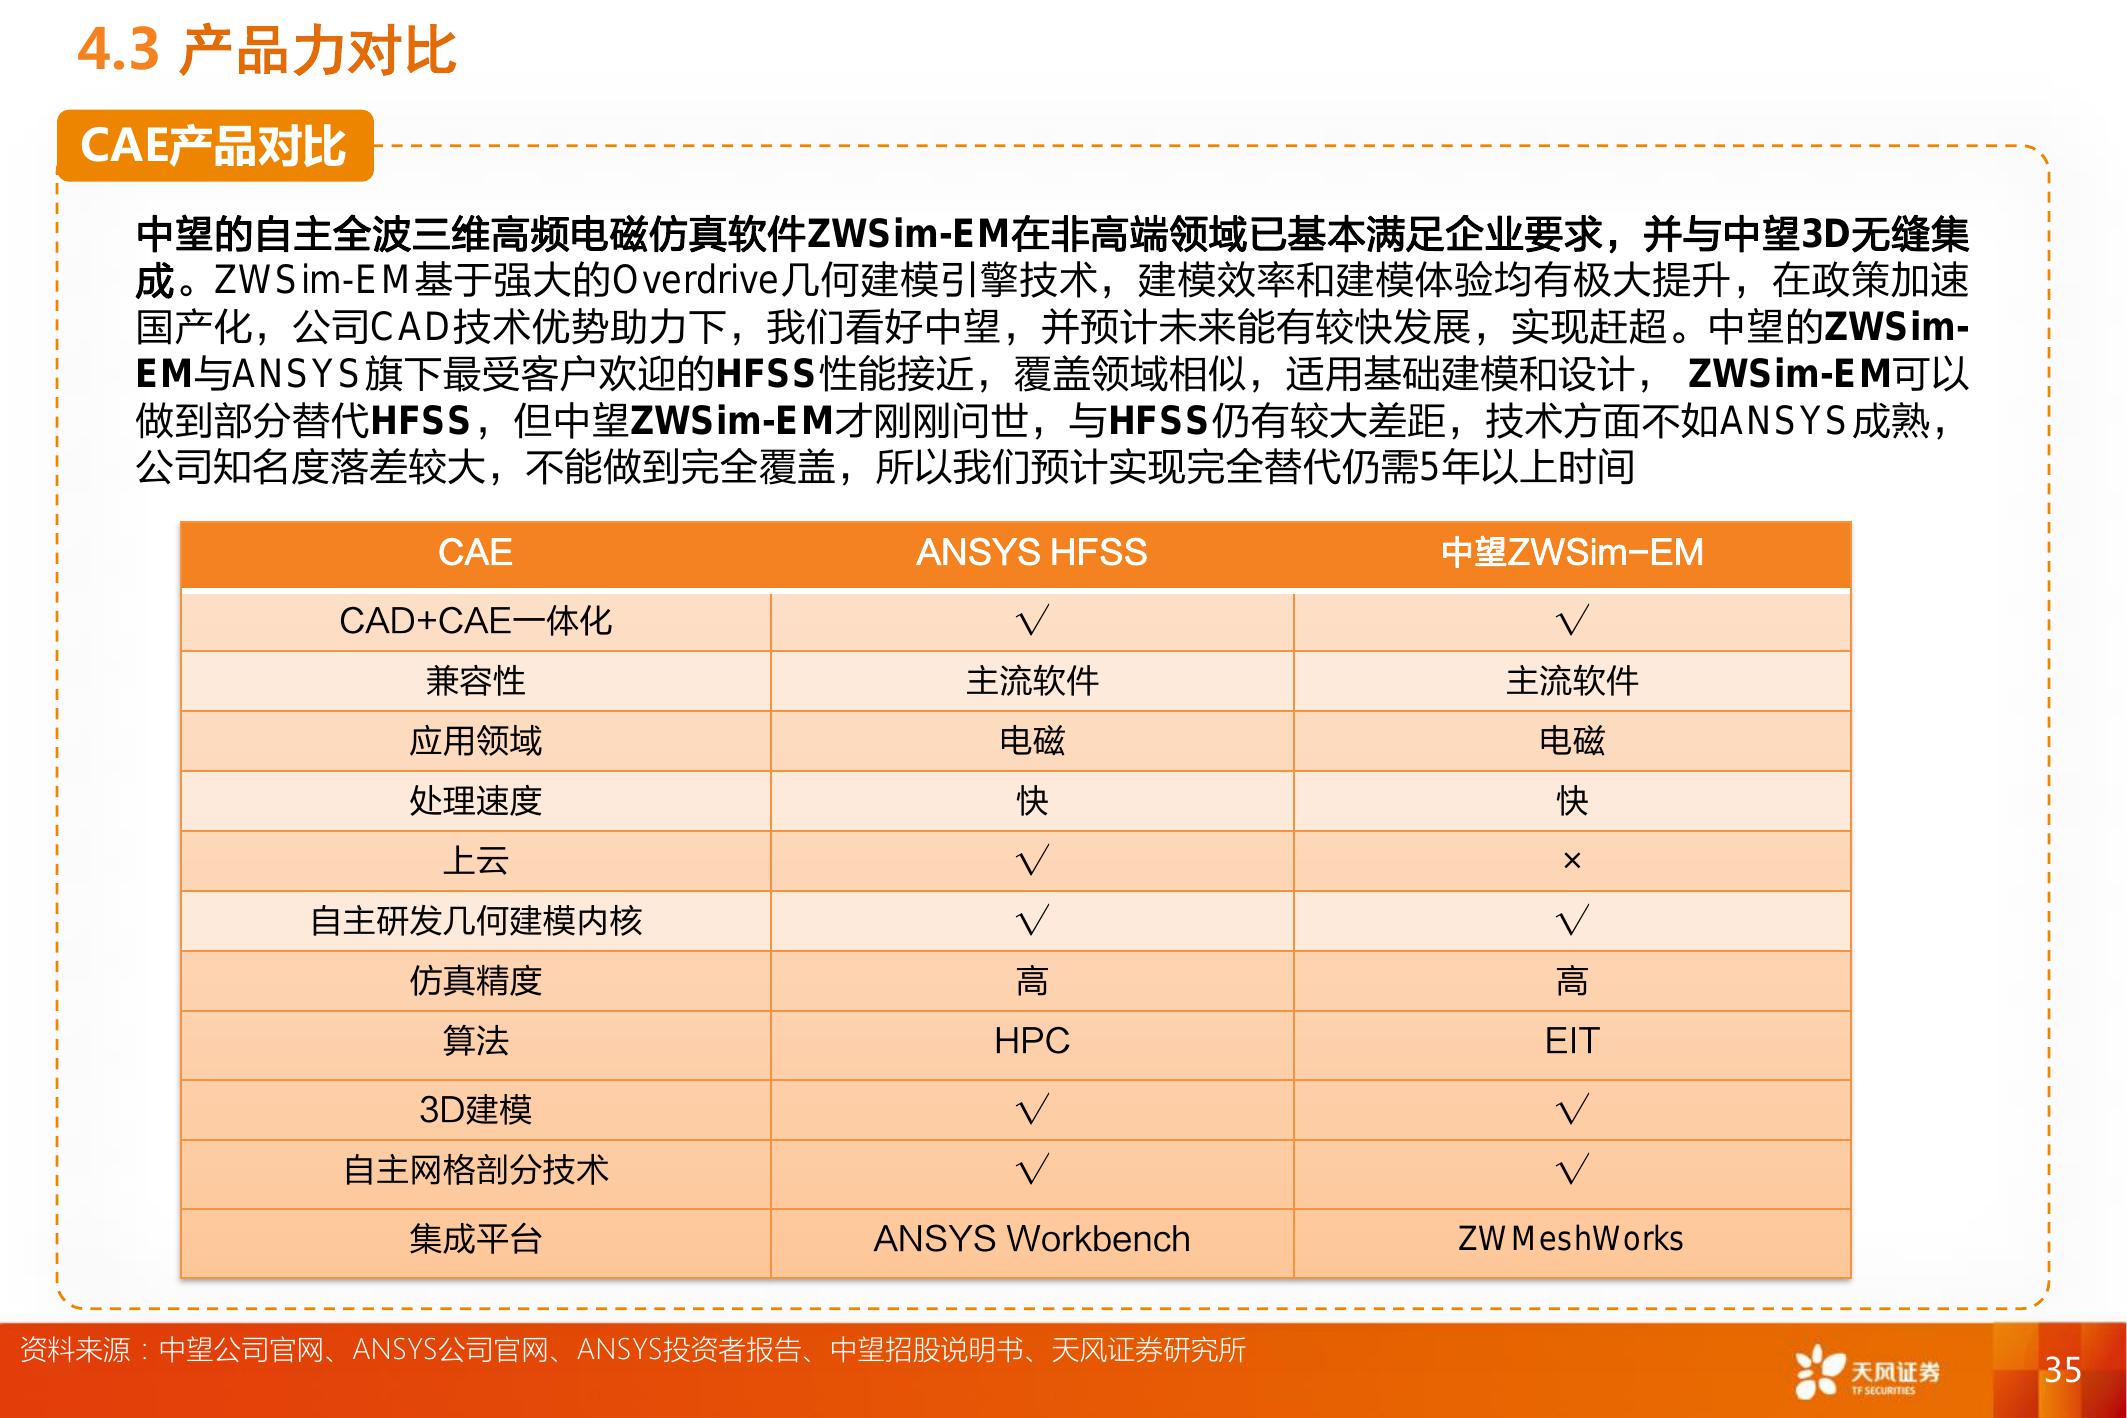 4.3 产品力对比
CAE产品对比
中望的自主全波三维高频电磁仿真软件ZWSim-EM在非高端领域已基本满足企业要求，并与中望3D无缝集
成。ZWSim-EM基于强大的Overdrive几何建模引擎技术，建模效率和建模体验均有极大提升，在政策加速
国产化，公司CAD技术优势助力下，我们看好中望，并预计未来能有较快发展，实现赶超。中望的ZWSim-
EM与ANSYS旗下最受客户欢迎的HFSS性能接近，覆盖领域相似，适用基础建模和设计， ZWSim-EM可以
做到部分替代HFSS，但中望ZWSim-EM才刚刚问世，与HFSS仍有较大差距，技术方面不如ANSYS成熟，
公司知名度落差较大，不能做到完全覆盖，所以我们预计实现完全替代仍需5年以上时间
CAE ANSYS HFSS 中望ZWSim-EM
CAD+CAE一体化 √ √
兼容性 主流软件 主流软件
应用领域 电磁 电磁
处理速度 快 快
上云 √ ×
自主研发几何建模内核 √ √
仿真精度 高 高
算法 HPC EIT
3D建模 √ √
自主网格剖分技术 √ √
集成平台 ANSYS Workbench ZWMeshWorks
资料来源：中望公司官网、ANSYS公司官网、ANSYS投资者报告、中望招股说明书、天风证券研究所
天风证券
TF SECURITIES
35